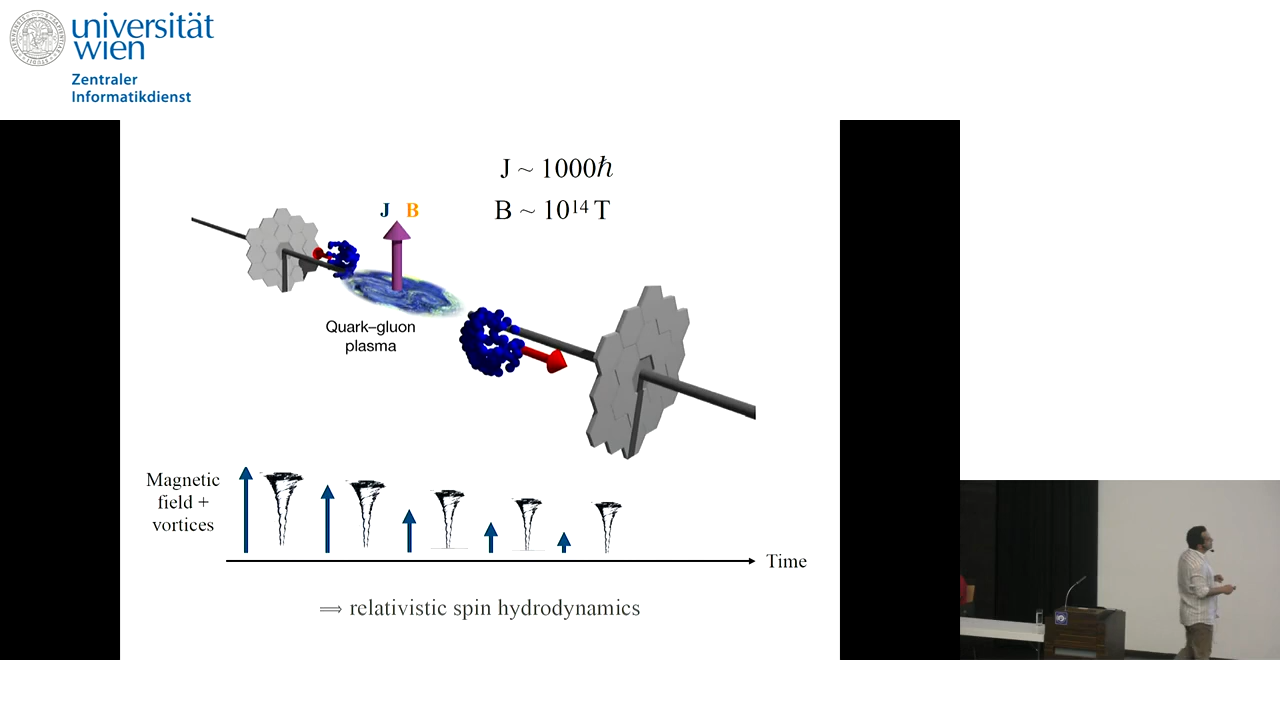 universität
wien
Zentraler
Informatikdienst
J ~ 1000ℏ
B ~ 10¹⁴ T
J B
Quark–gluon
plasma
Magnetic
field +
vortices
Time
⟹ relativistic spin hydrodynamics